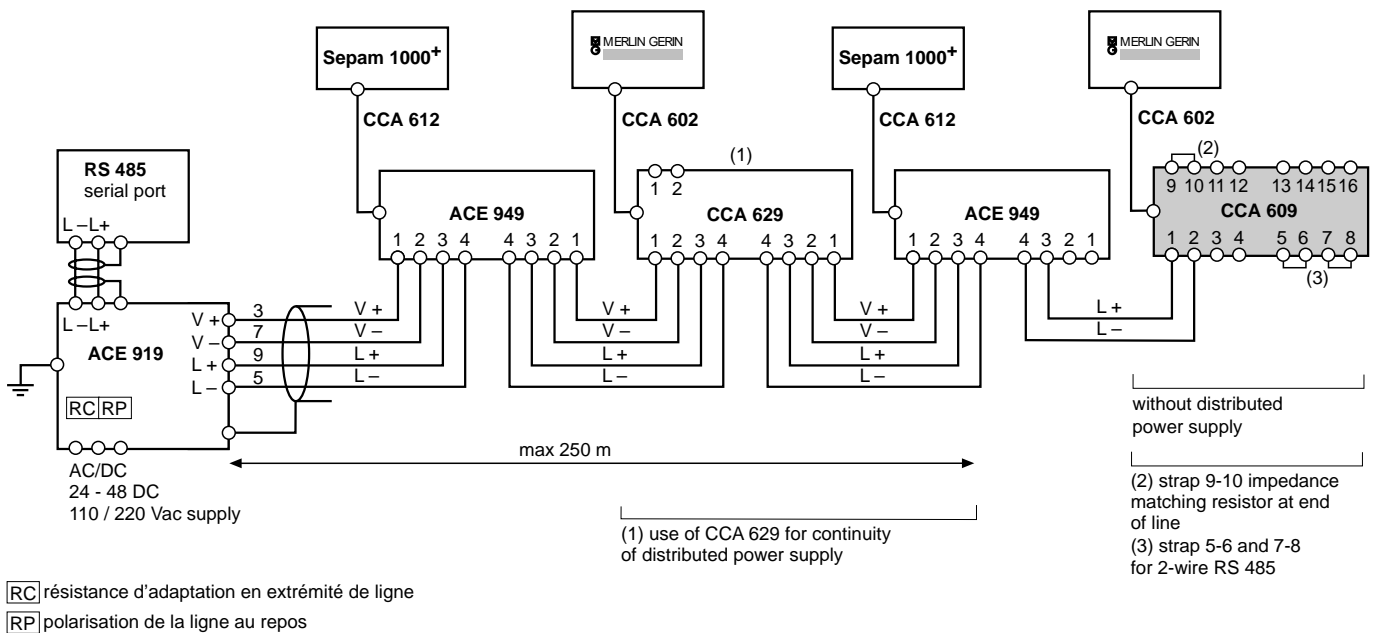 Sepam 1000+
MERLIN GERIN
Sepam 1000+
MERLIN GERIN
CCA 612
CCA 602
CCA 612
CCA 602
RS 485
serial port
L – L+
ACE 949
1 2 3 4 4 3 2 1
(1)
1 2
CCA 629
1 2 3 4 4 3 2 1
ACE 949
1 2 3 4 4 3 2 1
(2)
9 10 11 12 13 14 15 16
CCA 609
1 2 3 4 5 6 7 8
(3)
L – L+
ACE 919
RC RP
V + 3 V + V + V + L +
V – 7 V – V – V – L –
L + 9 L + L + L +
L – 5 L – L – L –
AC/DC
24 - 48 DC
110 / 220 Vac supply
max 250 m
(1) use of CCA 629 for continuity
of distributed power supply
without distributed
power supply
(2) strap 9-10 impedance
matching resistor at end
of line
(3) strap 5-6 and 7-8
for 2-wire RS 485
RC résistance d’adaptation en extrémité de ligne
RP polarisation de la ligne au repos